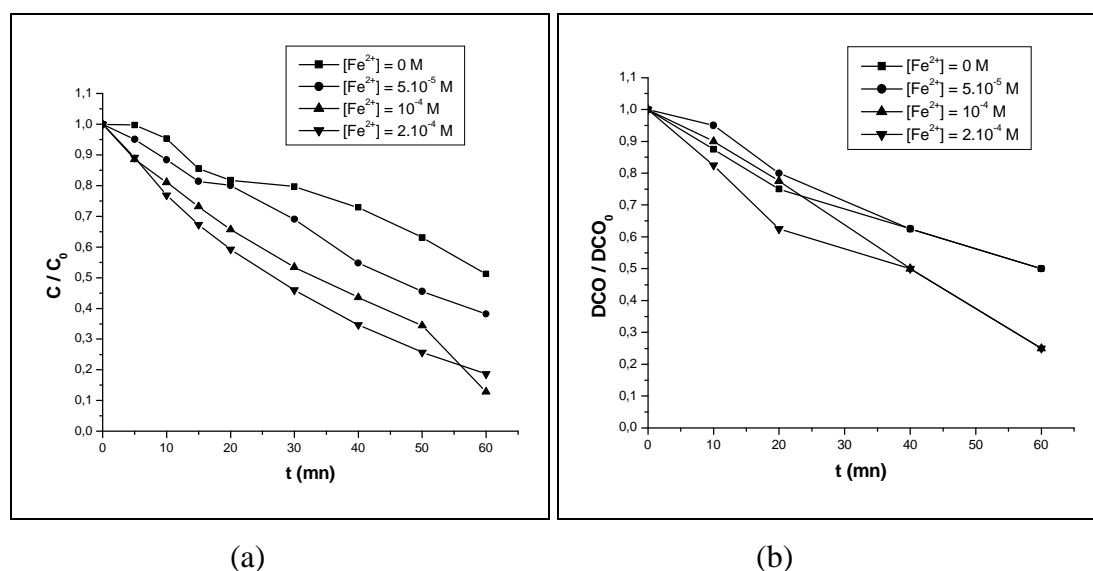 [Fe²⁺] = 0 M
[Fe²⁺] = 5.10⁻⁵ M
[Fe²⁺] = 10⁻⁴ M
[Fe²⁺] = 2.10⁻⁴ M
1,1
1,0
0,9
0,8
0,7
0,6
0,5
0,4
0,3
0,2
0,1
0,0
C / C₀
0 10 20 30 40 50 60
t (mn)
(a)
[Fe²⁺] = 0 M
[Fe²⁺] = 5.10⁻⁵ M
[Fe²⁺] = 10⁻⁴ M
[Fe²⁺] = 2.10⁻⁴ M
1,1
1,0
0,9
0,8
0,7
0,6
0,5
0,4
0,3
0,2
0,1
0,0
DCO / DCO₀
0 10 20 30 40 50 60
t (mn)
(b)